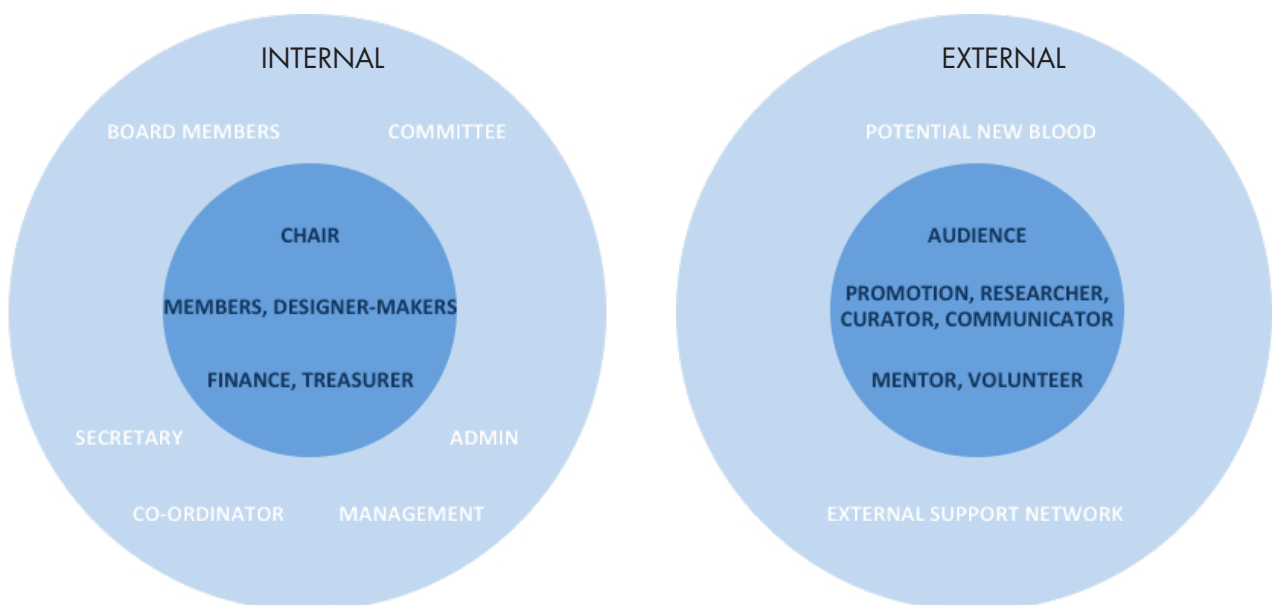 INTERNAL
BOARD MEMBERS
COMMITTEE
CHAIR
MEMBERS, DESIGNER-MAKERS
FINANCE, TREASURER
SECRETARY
ADMIN
CO-ORDINATOR
MANAGEMENT
EXTERNAL
POTENTIAL NEW BLOOD
AUDIENCE
PROMOTION, RESEARCHER,
CURATOR, COMMUNICATOR
MENTOR, VOLUNTEER
EXTERNAL SUPPORT NETWORK